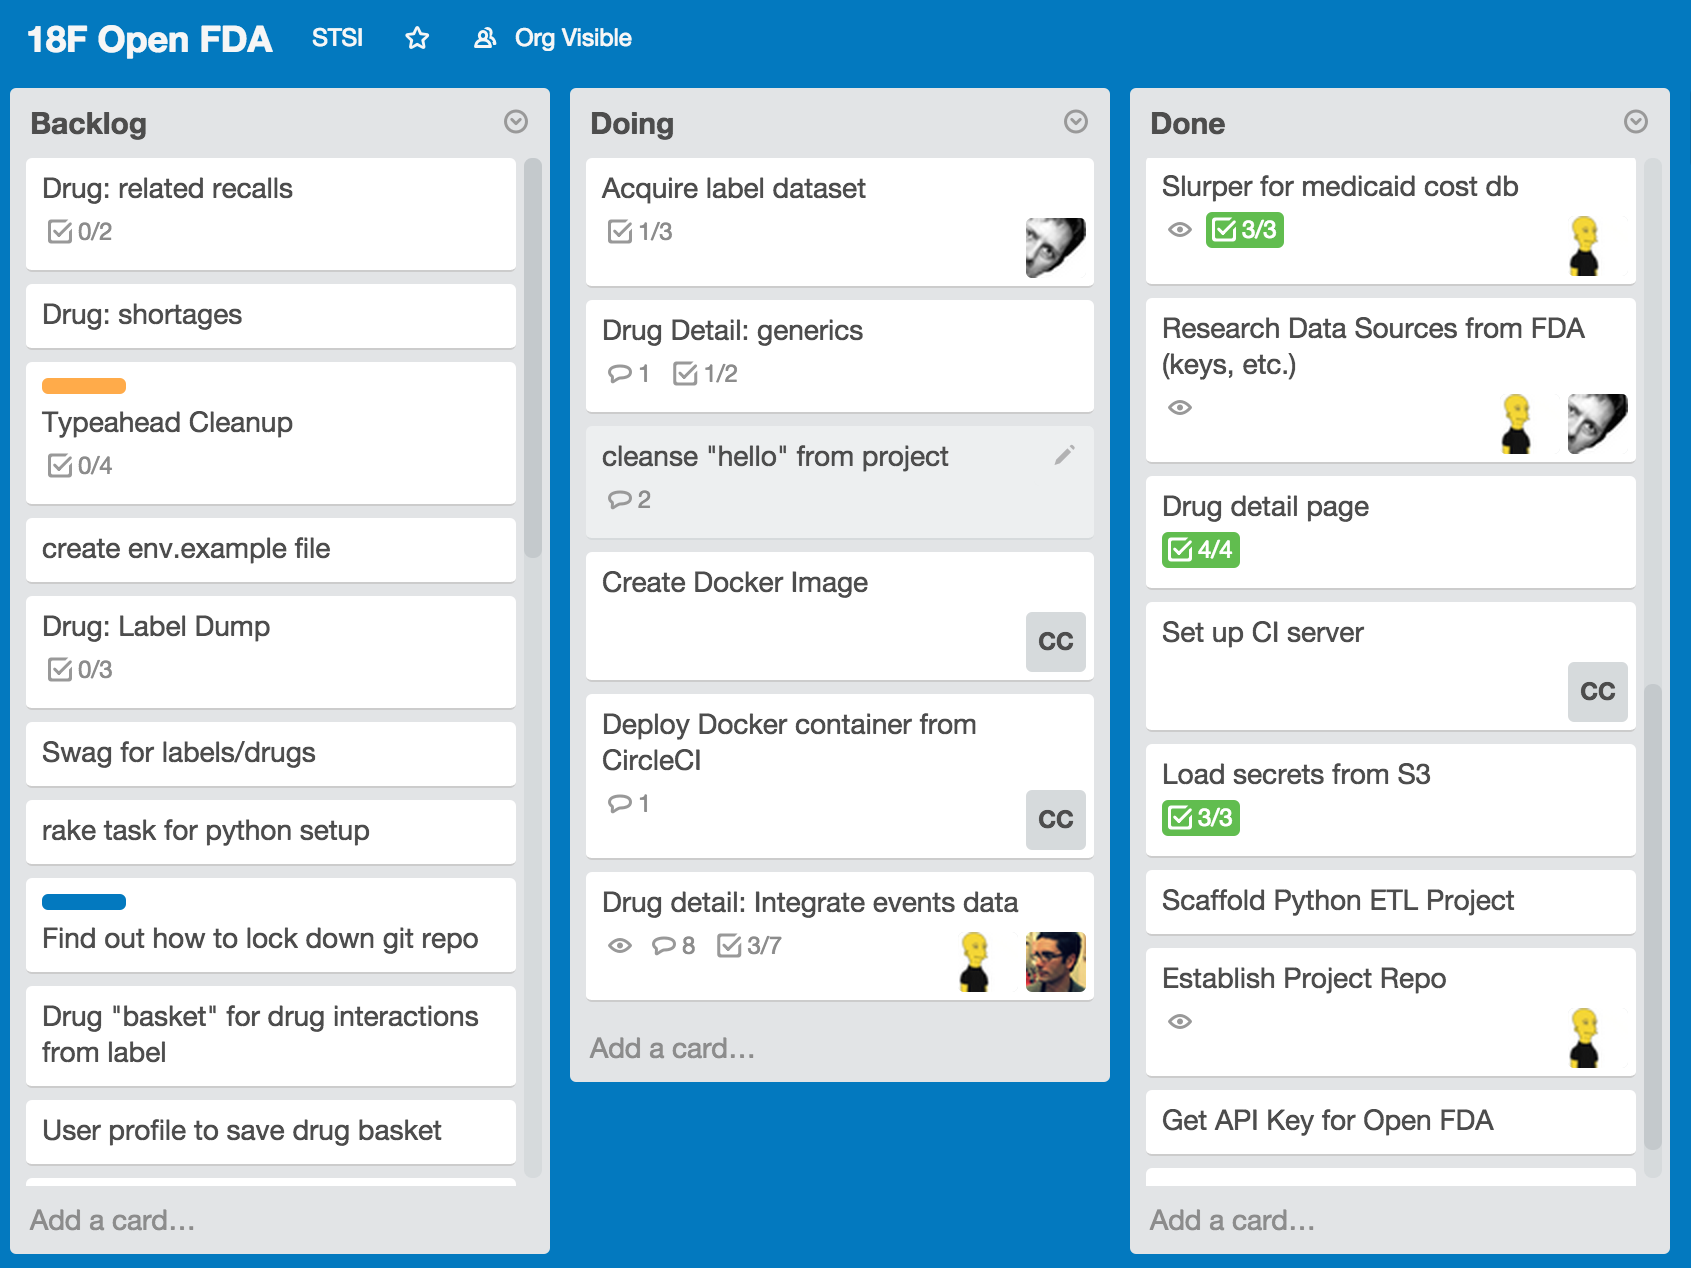 18F Open FDA STSI Org Visible
Backlog
Drug: related recalls
0/2
Drug: shortages
Typeahead Cleanup
0/4
create env.example file
Drug: Label Dump
0/3
Swag for labels/drugs
rake task for python setup
Find out how to lock down git repo
Drug "basket" for drug interactions
from label
User profile to save drug basket
Add a card…
Doing
Acquire label dataset
1/3
Drug Detail: generics
1 1/2
cleanse "hello" from project
2
Create Docker Image
CC
Deploy Docker container from
CircleCI
1
CC
Drug detail: Integrate events data
8 3/7
Add a card…
Done
Slurper for medicaid cost db
3/3
Research Data Sources from FDA
(keys, etc.)
Drug detail page
4/4
Set up CI server
CC
Load secrets from S3
3/3
Scaffold Python ETL Project
Establish Project Repo
Get API Key for Open FDA
Add a card…